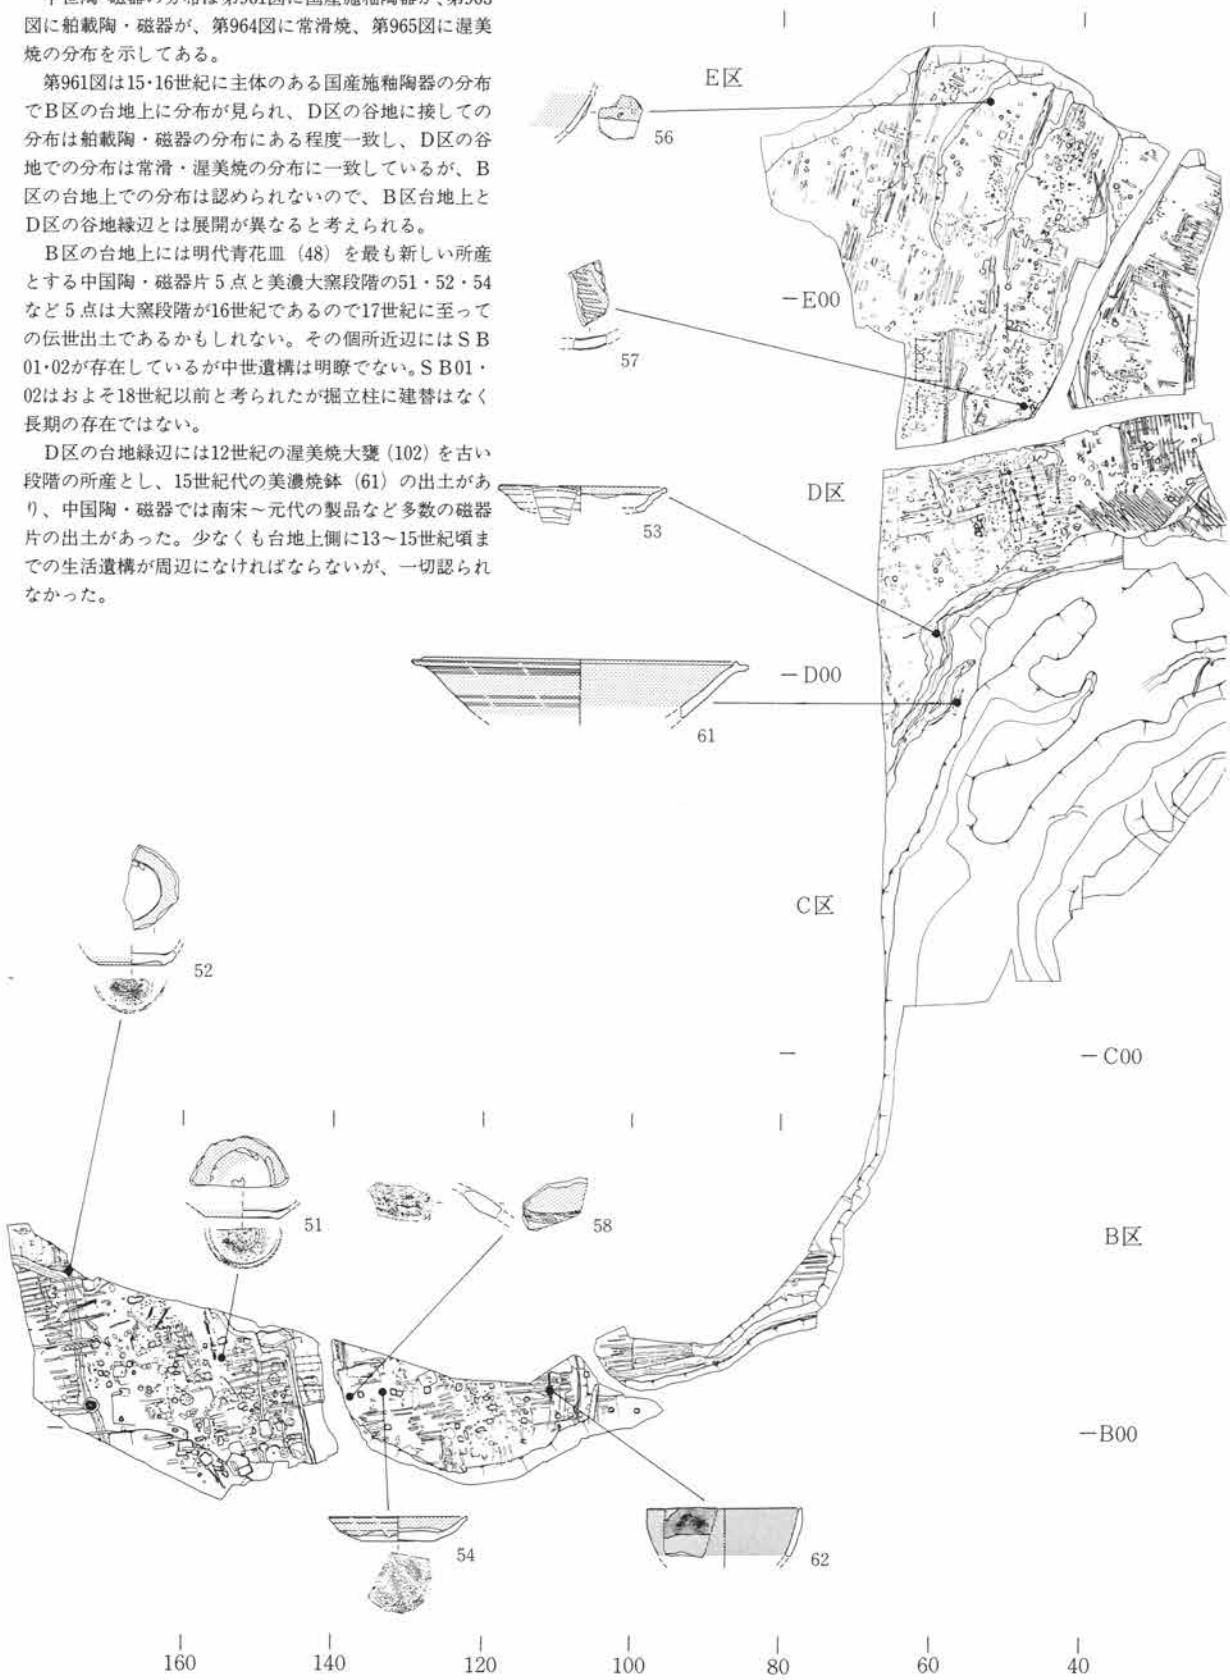 図に舶載陶・磁器が、第964図に常滑焼、第965図に渥美
焼の分布を示してある。
　第961図は15・16世紀に主体のある国産施釉陶器の分布
でB区の台地上に分布が見られ、D区の谷地に接しての
分布は舶載陶・磁器の分布にある程度一致し、D区の谷
地での分布は常滑・渥美焼の分布に一致しているが、B
区の台地上での分布は認められないので、B区台地上と
D区の谷地縁辺とは展開が異なると考えられる。
　B区の台地上には明代青花皿（48）を最も新しい所産
とする中国陶・磁器片５点と美濃大窯段階の51・52・54
など５点は大窯段階が16世紀であるので17世紀に至って
の伝世出土であるかもしれない。その個所近辺にはＳＢ
01・02が存在しているが中世遺構は明瞭でない。ＳＢ01・
02はおよそ18世紀以前と考られたが掘立柱に建替はなく
長期の存在ではない。
　D区の台地緑辺には12世紀の渥美焼大甕（102）を古い
段階の所産とし、15世紀代の美濃焼鉢（61）の出土があ
り、中国陶・磁器では南宋～元代の製品など多数の磁器
片の出土があった。少なくも台地上側に13～15世紀頃ま
での生活遺構が周辺になければならないが、一切認められ
なかった。
E区
56
E00
57
D区
53
D00
61
C区
52
C00
51
58
B区
B00
54
62
160
140
120
100
80
60
40